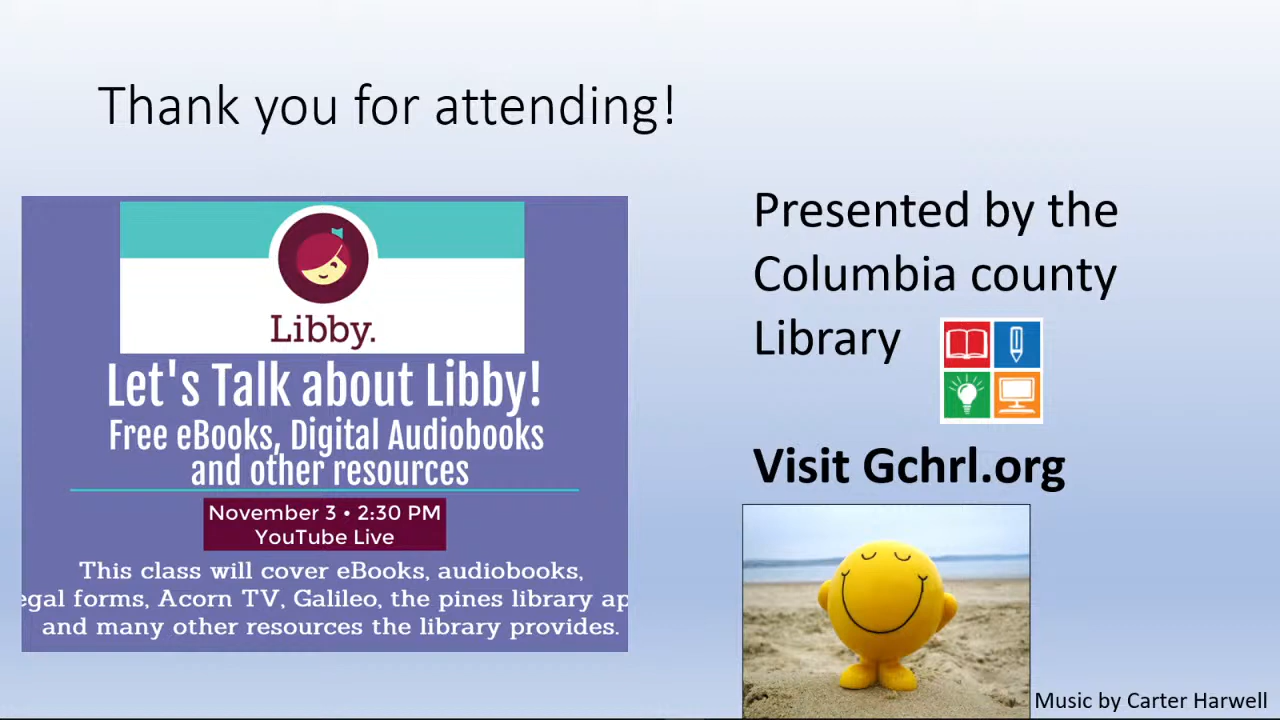 Thank you for attending!
Libby.
Let's Talk about Libby!
Free eBooks, Digital Audiobooks
and other resources
November 3 • 2:30 PM
YouTube Live
This class will cover eBooks, audiobooks,
egal forms, Acorn TV, Galileo, the pines library ap
and many other resources the library provides.
Presented by the
Columbia county
Library
Visit Gchrl.org
Music by Carter Harwell